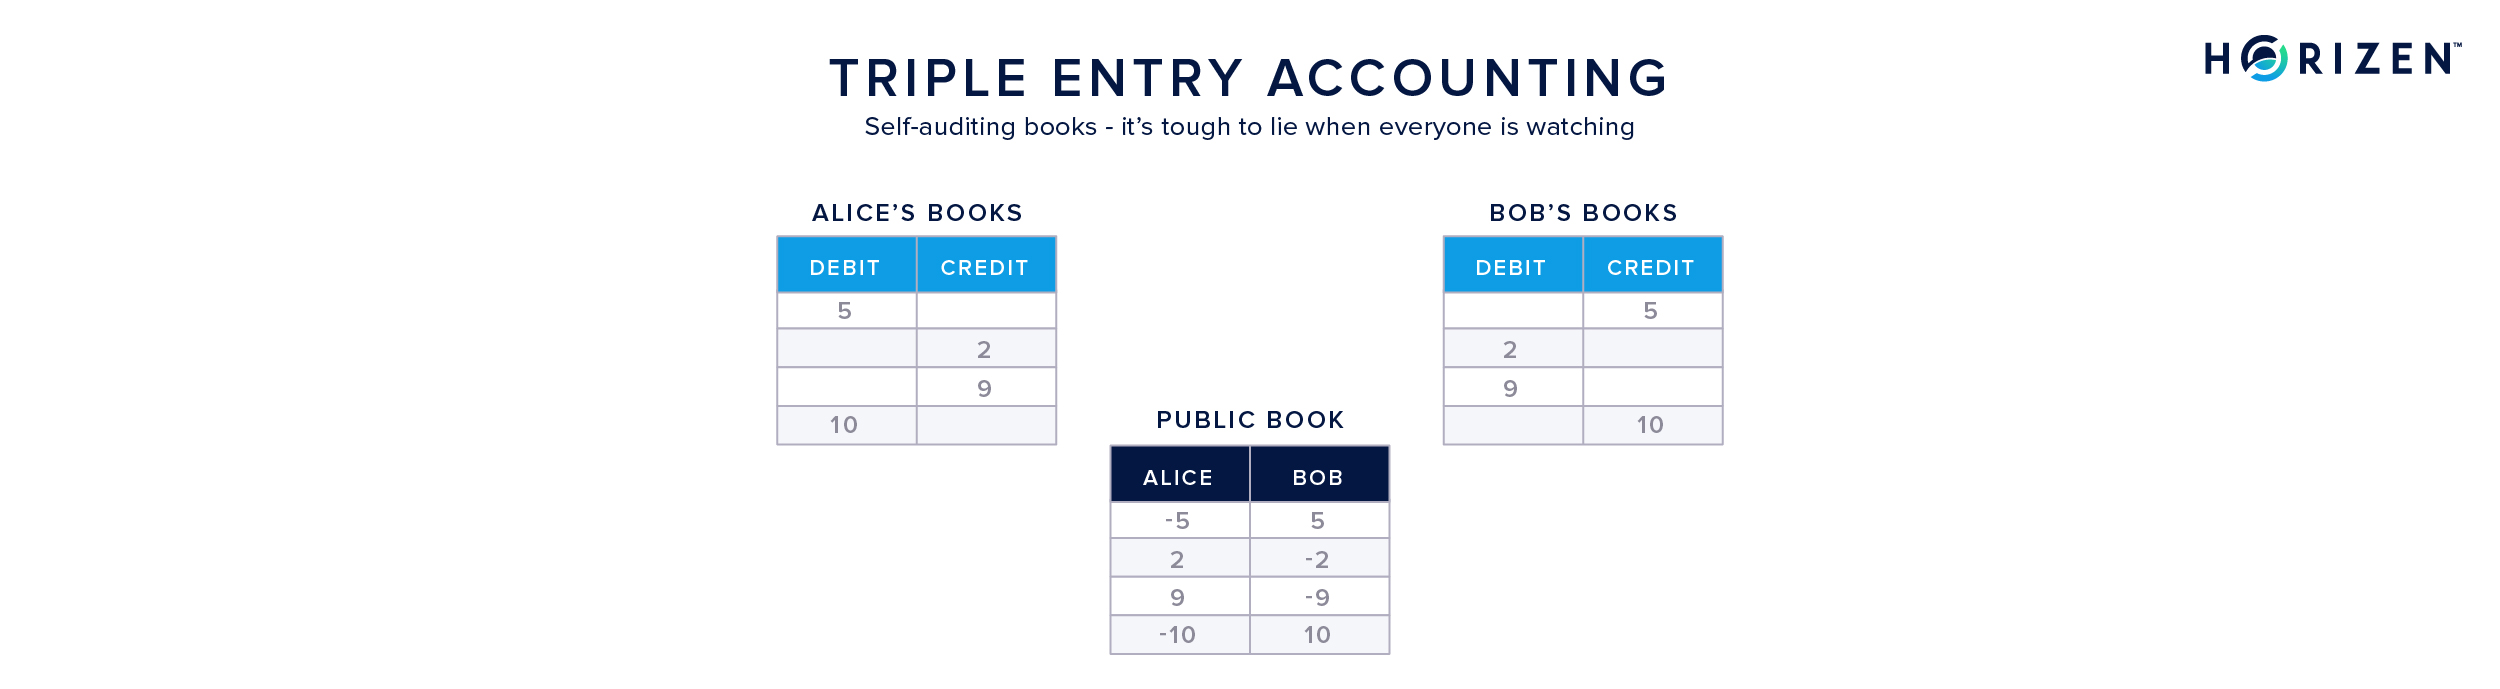 HORIZEN™
TRIPLE ENTRY ACCOUNTING
Self-auditing books - it's tough to lie when everyone is watching
ALICE'S BOOKS
DEBIT CREDIT
5
2
9
10
BOB'S BOOKS
DEBIT CREDIT
5
2
9
10
PUBLIC BOOK
ALICE BOB
-5 5
2 -2
9 -9
-10 10